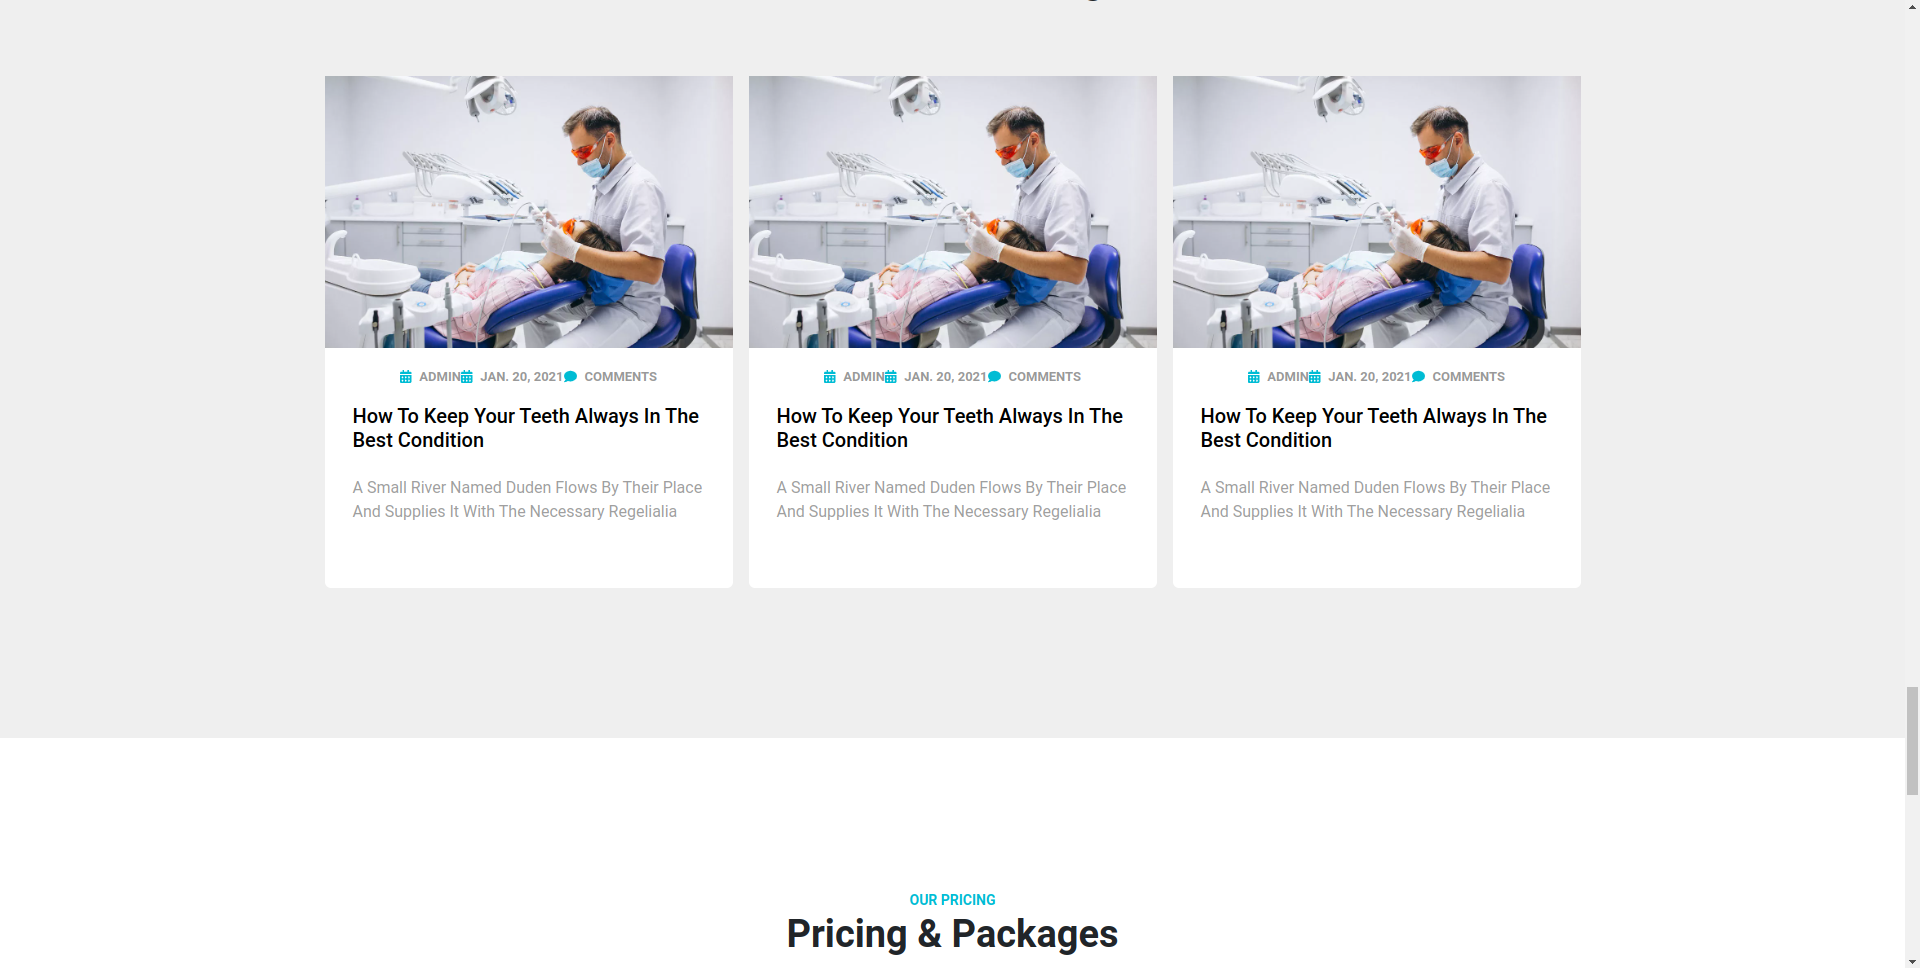 ADMIN JAN. 20, 2021 COMMENTS
How To Keep Your Teeth Always In The
Best Condition
A Small River Named Duden Flows By Their Place
And Supplies It With The Necessary Regelialia
ADMIN JAN. 20, 2021 COMMENTS
How To Keep Your Teeth Always In The
Best Condition
A Small River Named Duden Flows By Their Place
And Supplies It With The Necessary Regelialia
ADMIN JAN. 20, 2021 COMMENTS
How To Keep Your Teeth Always In The
Best Condition
A Small River Named Duden Flows By Their Place
And Supplies It With The Necessary Regelialia
OUR PRICING
Pricing & Packages